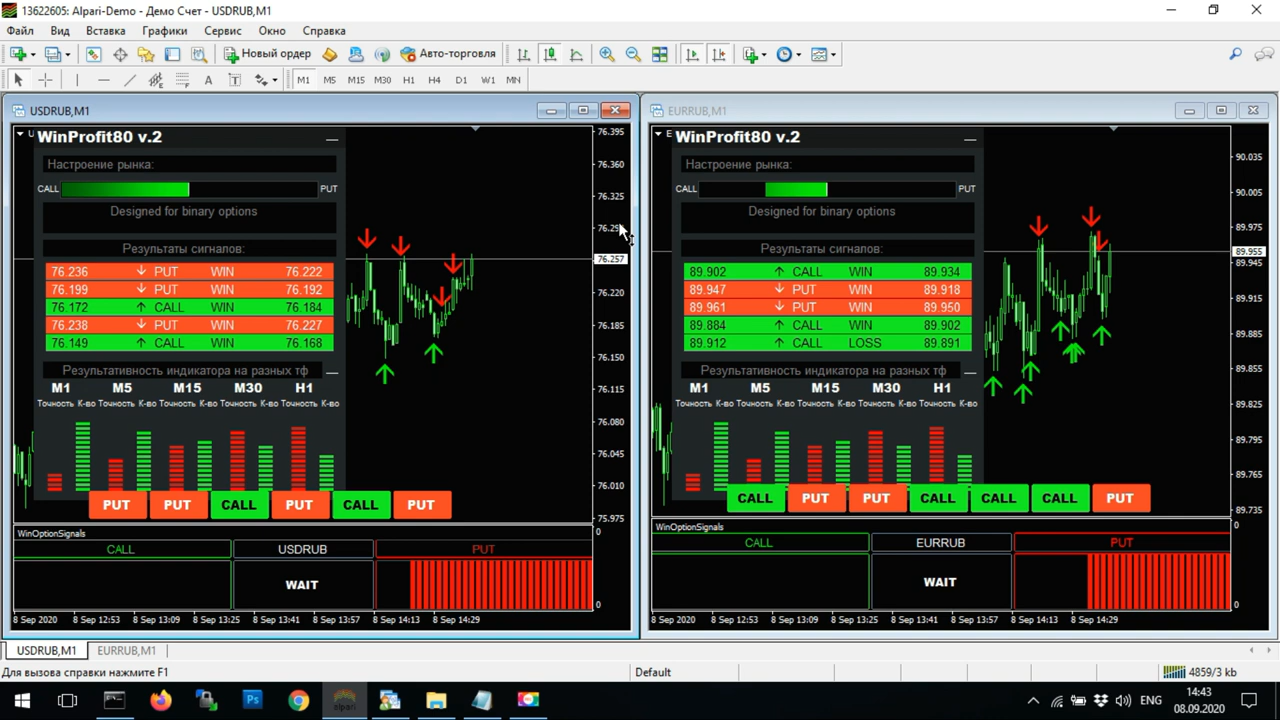 13622605: Alpari-Demo - Демо Счет - USDRUB,M1
Файл Вид Вставка Графики Сервис Окно Справка
Новый ордер Авто-торговля
A T M1 M5 M15 M30 H1 H4 D1 W1 MN
USDRUB,M1
WinProfit80 v.2
Настроение рынка:
CALL PUT
Designed for binary options
Результаты сигналов:
76.236 ↓ PUT WIN 76.222
76.199 ↓ PUT WIN 76.192
76.172 ↑ CALL WIN 76.184
76.238 ↓ PUT WIN 76.227
76.149 ↑ CALL WIN 76.168
Результативность индикатора на разных тф
M1 M5 M15 M30 H1
Точность К-во Точность К-во Точность К-во Точность К-во Точность К-во
PUT PUT CALL PUT CALL PUT
76.395
76.360
76.325
76.257
76.220
76.185
76.150
76.115
76.080
76.045
76.010
75.975
WinOptionSignals
0
CALL USDRUB PUT
WAIT
0
8 Sep 2020 8 Sep 12:53 8 Sep 13:09 8 Sep 13:25 8 Sep 13:41 8 Sep 13:57 8 Sep 14:13 8 Sep 14:29
EURRUB,M1
WinProfit80 v.2
Настроение рынка:
CALL PUT
Designed for binary options
Результаты сигналов:
89.902 ↑ CALL WIN 89.934
89.947 ↓ PUT WIN 89.918
89.961 ↓ PUT WIN 89.950
89.884 ↑ CALL WIN 89.902
89.912 ↑ CALL LOSS 89.891
Результативность индикатора на разных тф
M1 M5 M15 M30 H1
Точность К-во Точность К-во Точность К-во Точность К-во Точность К-во
CALL PUT PUT CALL CALL CALL PUT
90.035
90.005
89.975
89.955
89.945
89.915
89.885
89.855
89.825
89.795
89.765
89.735
WinOptionSignals
0
CALL EURRUB PUT
WAIT
0
8 Sep 2020 8 Sep 12:53 8 Sep 13:09 8 Sep 13:25 8 Sep 13:41 8 Sep 13:57 8 Sep 14:13 8 Sep 14:29
USDRUB,M1 EURRUB,M1
Для вызова справки нажмите F1 Default 4859/3 kb
Ps alpari ENG 14:43
08.09.2020